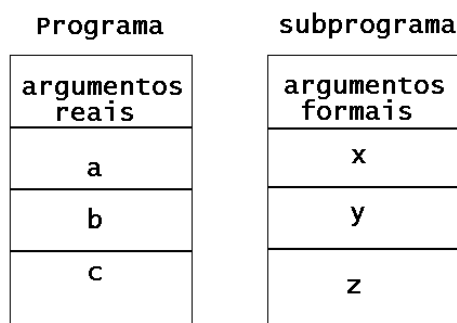 Programa
argumentos
reais
a
b
c
subprograma
argumentos
formais
x
y
z